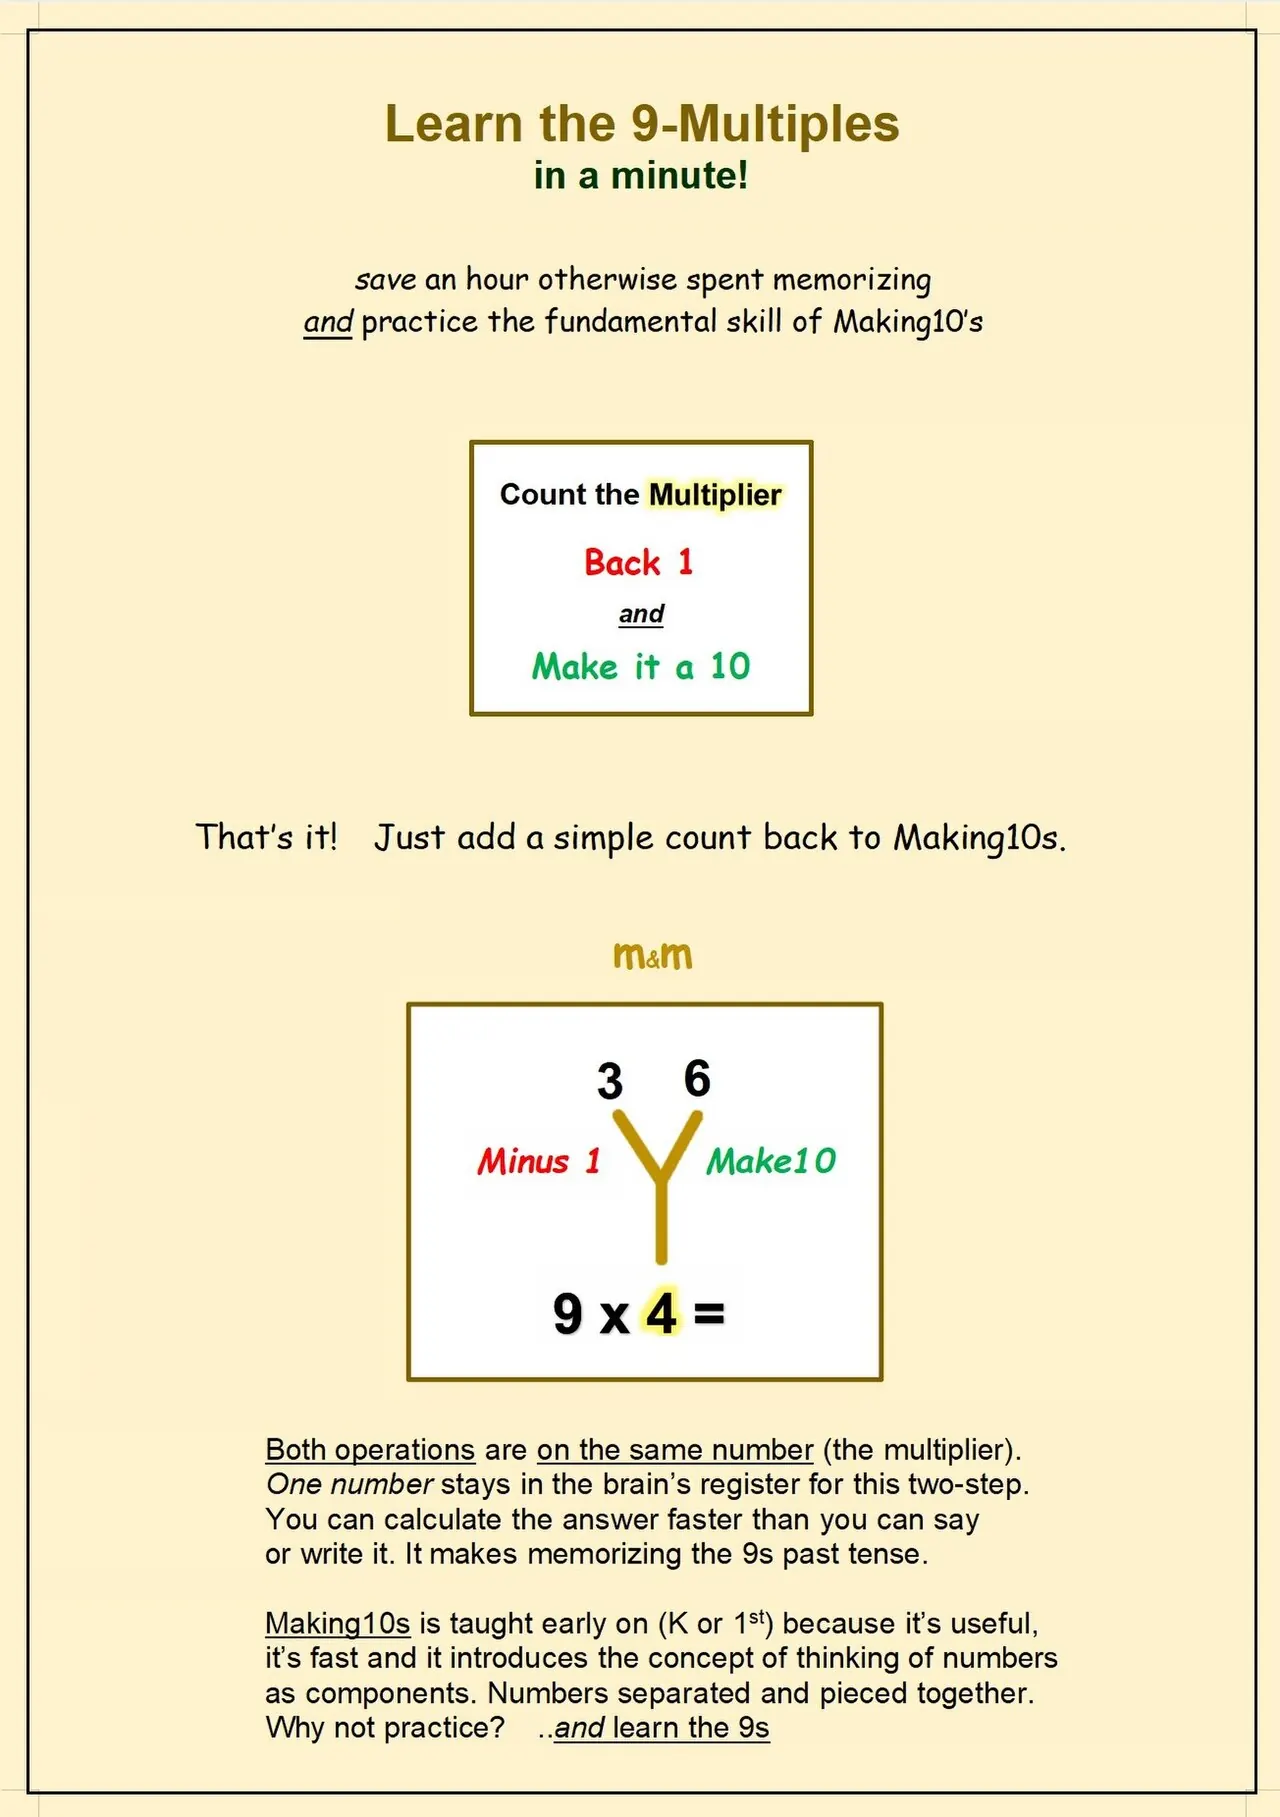 Learn the 9-Multiples
in a minute!
save an hour otherwise spent memorizing
and practice the fundamental skill of Making10's
Count the Multiplier
Back 1
and
Make it a 10
That's it! Just add a simple count back to Making10s.
m&m
3 6
Minus 1 Make10
9 x 4 =
Both operations are on the same number (the multiplier).
One number stays in the brain's register for this two-step.
You can calculate the answer faster than you can say
or write it. It makes memorizing the 9s past tense.
Making10s is taught early on (K or 1st) because it's useful,
it's fast and it introduces the concept of thinking of numbers
as components. Numbers separated and pieced together.
Why not practice? ..and learn the 9s